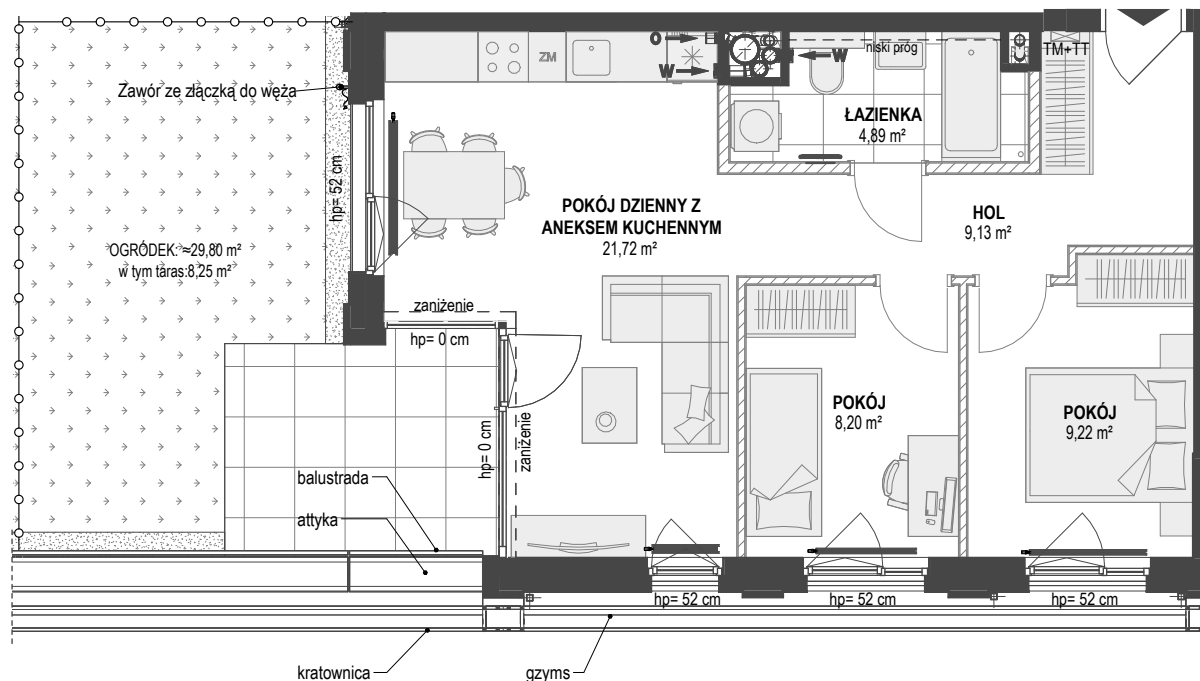 ZM
O
W
W
niski próg
TM+TT
Zawór ze złączką do węża
ŁAZIENKA
4,89 m²
hp= 52 cm
POKÓJ DZIENNY Z
ANEKSEM KUCHENNYM
21,72 m²
HOL
9,13 m²
OGRÓDEK: ≈29,80 m²
w tym taras:8,25 m²
zaniżenie
hp= 0 cm
POKÓJ
8,20 m²
POKÓJ
9,22 m²
hp= 0 cm
zaniżenie
balustrada
attyka
hp= 52 cm
hp= 52 cm
hp= 52 cm
kratownica
gzyms